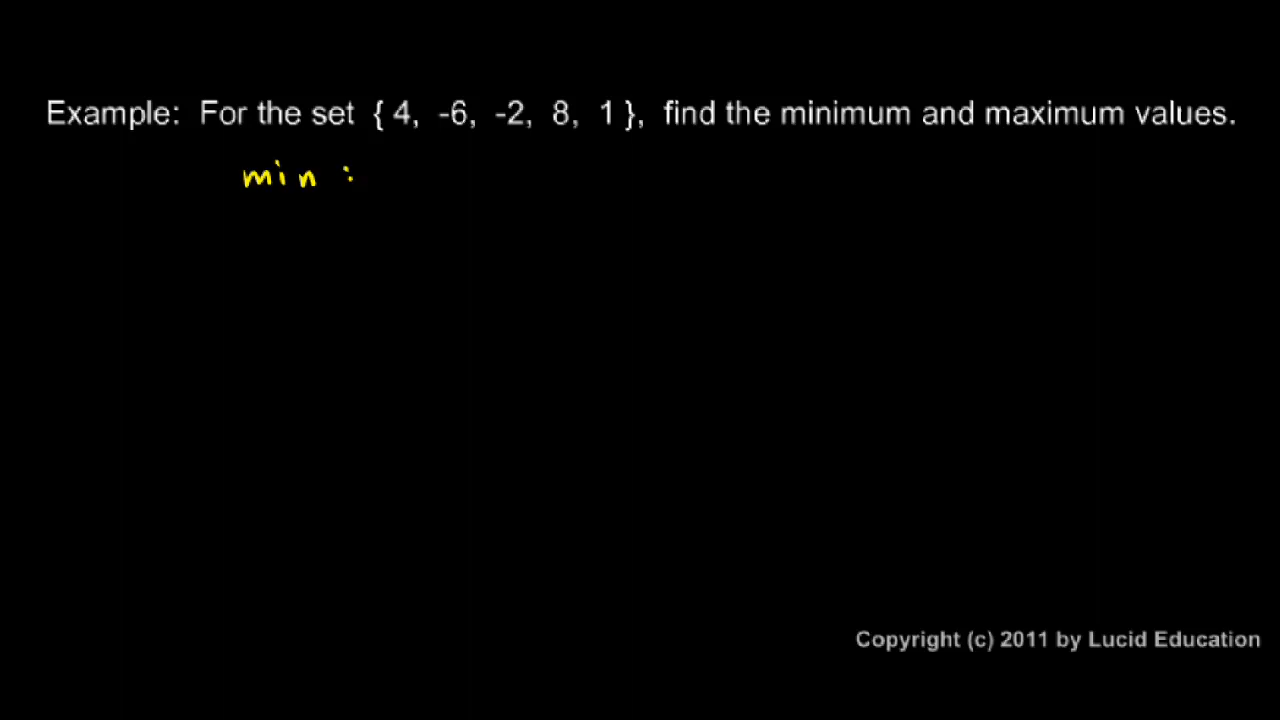 Example: For the set { 4, -6, -2, 8, 1 }, find the minimum and maximum values.
min :
Copyright (c) 2011 by Lucid Education